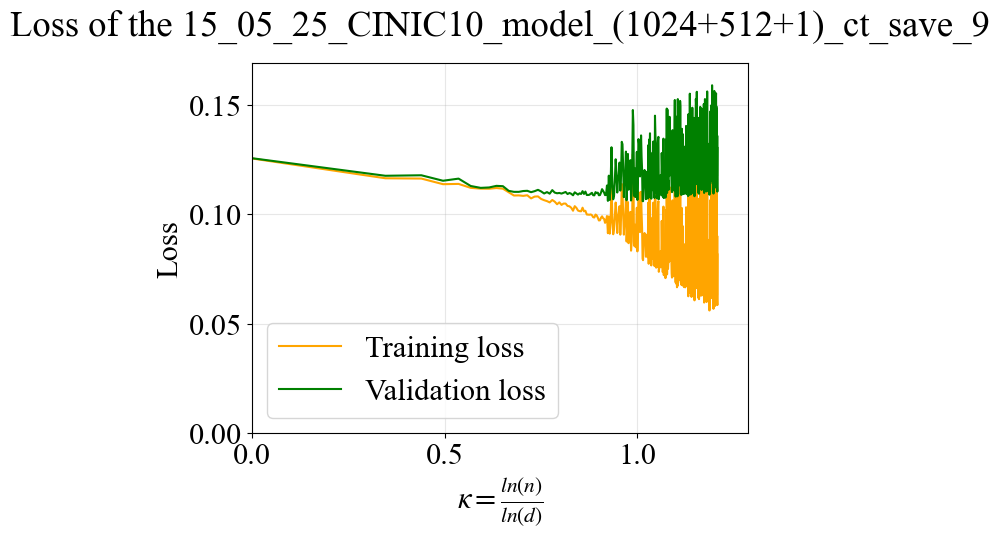 Loss of the 15_05_25_CINIC10_model_(1024+512+1)_ct_save_9
0.15
0.10
0.05
0.00
Loss
Training loss
Validation loss
0.0 0.5 1.0
κ = ln(n)/ln(d)